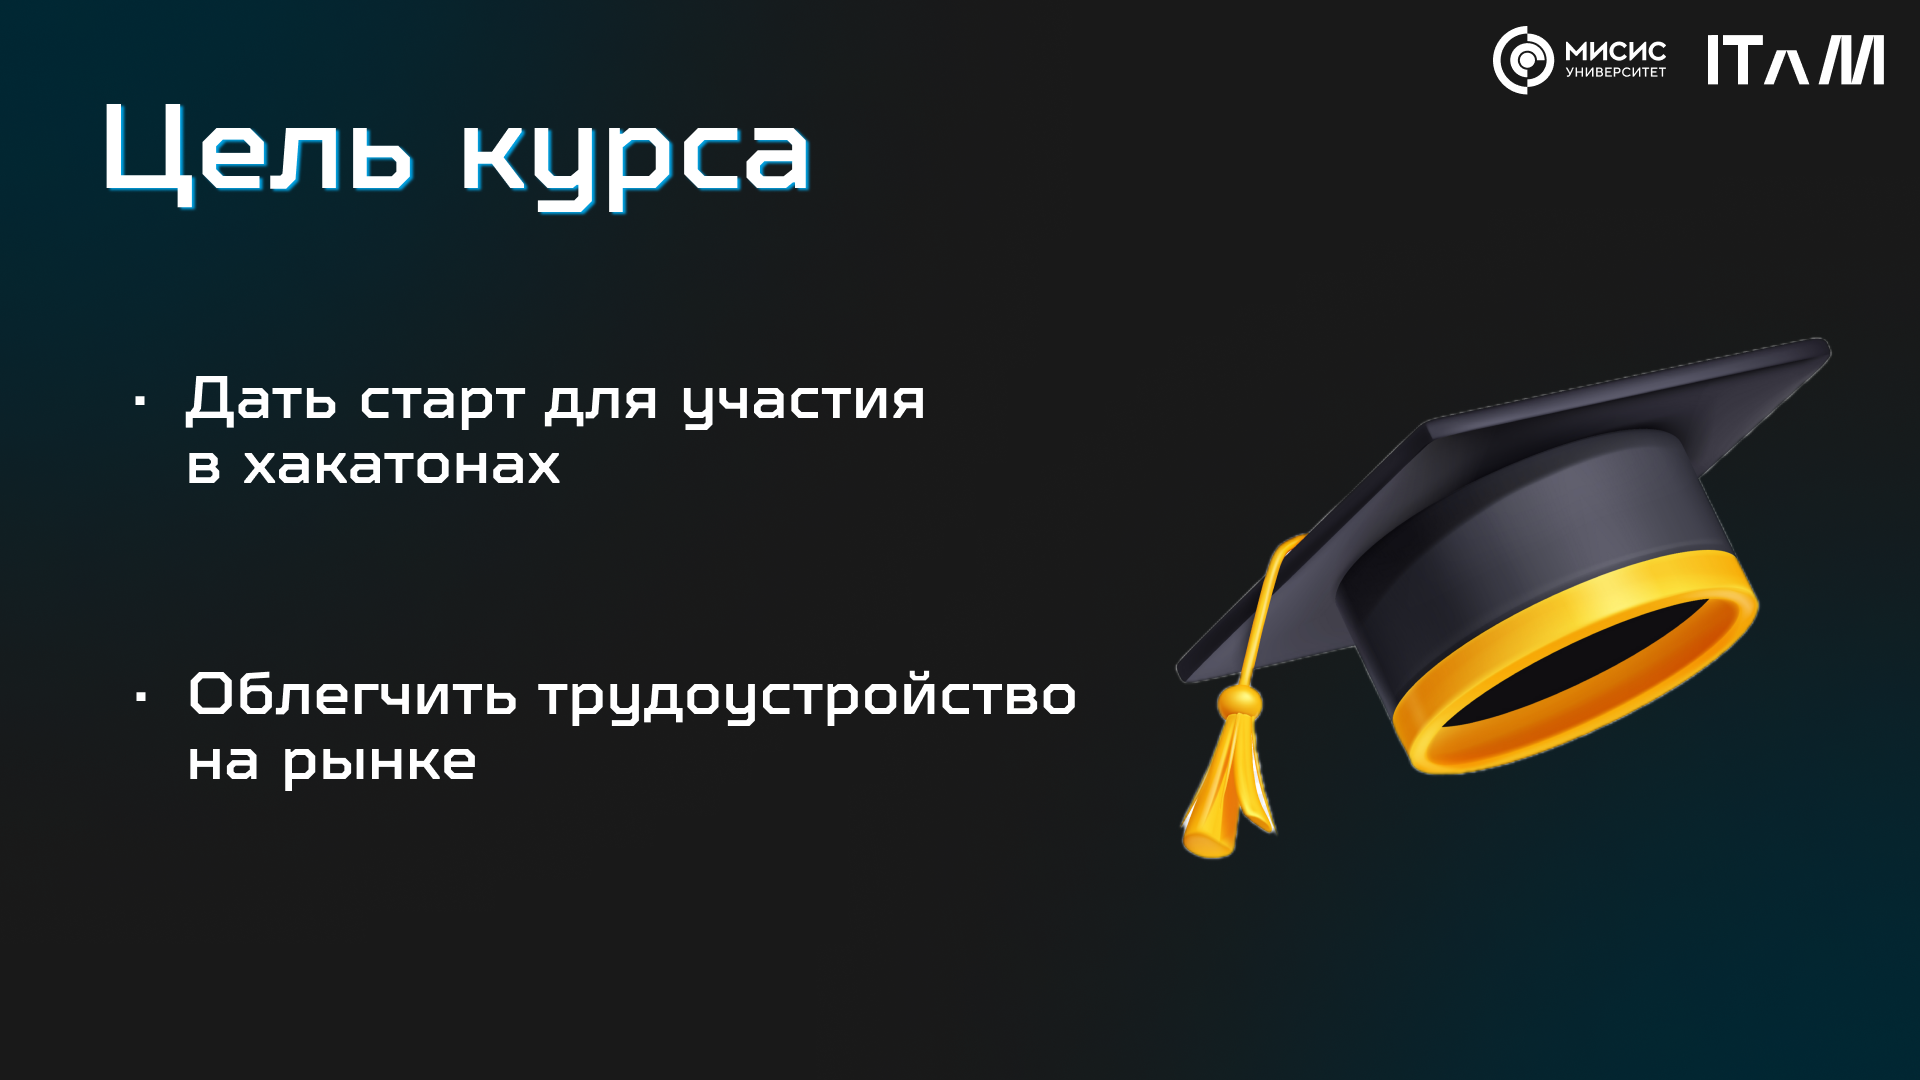 МИСИС
УНИВЕРСИТЕТ
ITAM
Цель курса
· Дать старт для участия
в хакатонах
· Облегчить трудоустройство
на рынке